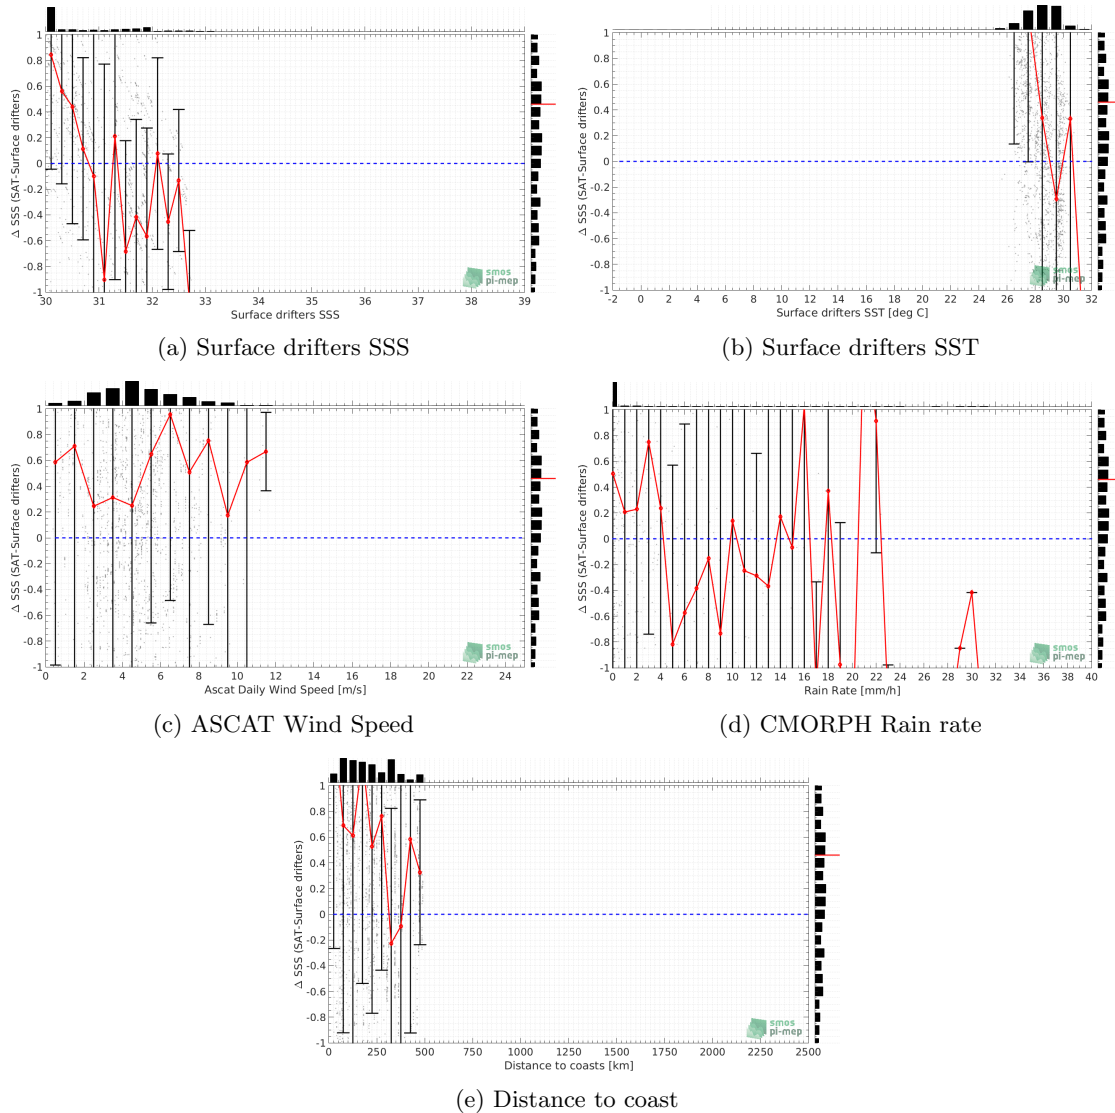 1
0.8
0.6
0.4
0.2
0
-0.2
-0.4
-0.6
-0.8
-1
Δ SSS (SAT-Surface drifters)
30 31 32 33 34 35 36 37 38 39
Surface drifters SSS
smos
pi-mep
(a) Surface drifters SSS
1
0.8
0.6
0.4
0.2
0
-0.2
-0.4
-0.6
-0.8
-1
Δ SSS (SAT-Surface drifters)
-2 0 2 4 6 8 10 12 14 16 18 20 22 24 26 28 30 32
Surface drifters SST [deg C]
smos
pi-mep
(b) Surface drifters SST
1
0.8
0.6
0.4
0.2
0
-0.2
-0.4
-0.6
-0.8
-1
Δ SSS (SAT-Surface drifters)
0 2 4 6 8 10 12 14 16 18 20 22 24
Ascat Daily Wind Speed [m/s]
smos
pi-mep
(c) ASCAT Wind Speed
1
0.8
0.6
0.4
0.2
0
-0.2
-0.4
-0.6
-0.8
-1
Δ SSS (SAT-Surface drifters)
0 2 4 6 8 10 12 14 16 18 20 22 24 26 28 30 32 34 36 38 40
Rain Rate [mm/h]
smos
pi-mep
(d) CMORPH Rain rate
1
0.8
0.6
0.4
0.2
0
-0.2
-0.4
-0.6
-0.8
-1
Δ SSS (SAT-Surface drifters)
0 250 500 750 1000 1250 1500 1750 2000 2250 2500
Distance to coasts [km]
smos
pi-mep
(e) Distance to coast